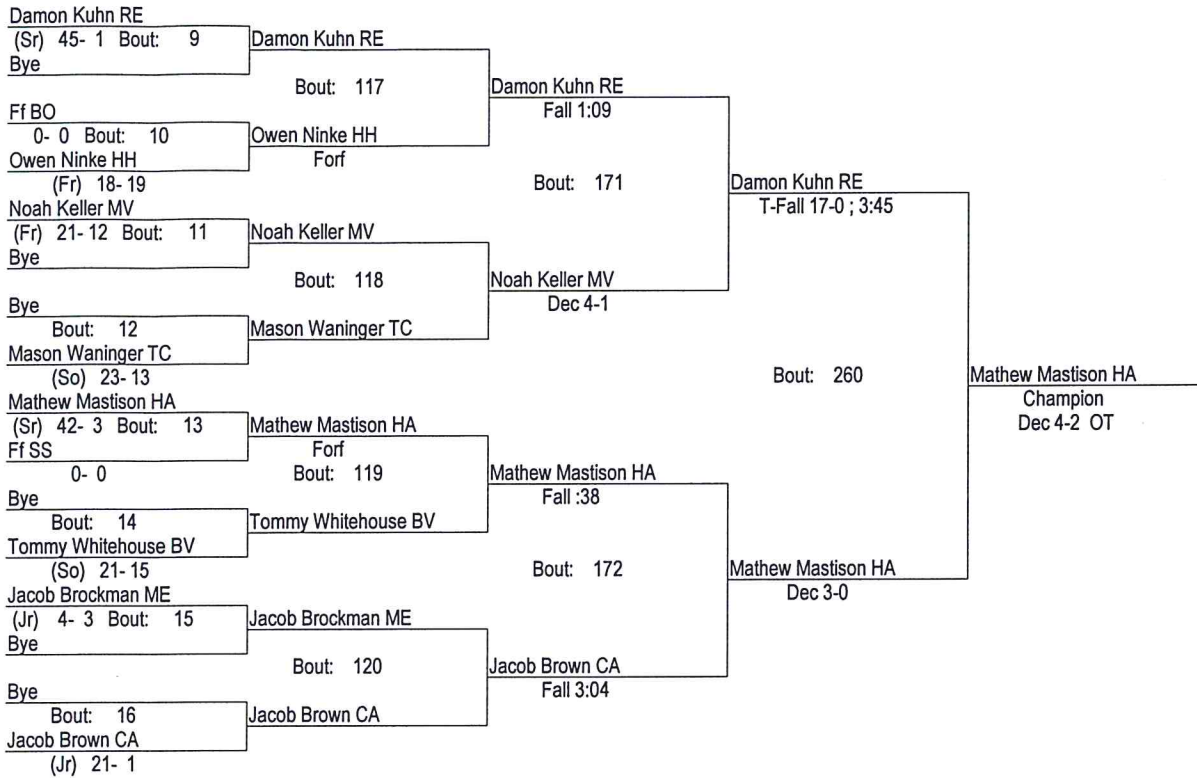 Damon Kuhn RE
(Sr) 45- 1 Bout: 9
Bye
Ff BO
0- 0 Bout: 10
Owen Ninke HH
(Fr) 18- 19
Noah Keller MV
(Fr) 21- 12 Bout: 11
Bye
Bye
Bout: 12
Mason Waninger TC
(So) 23- 13
Mathew Mastison HA
(Sr) 42- 3 Bout: 13
Ff SS
0- 0
Bye
Bout: 14
Tommy Whitehouse BV
(So) 21- 15
Jacob Brockman ME
(Jr) 4- 3 Bout: 15
Bye
Bye
Bout: 16
Jacob Brown CA
(Jr) 21- 1
Damon Kuhn RE
Bout: 117
Owen Ninke HH
Forf
Noah Keller MV
Bout: 118
Mason Waninger TC
Mathew Mastison HA
Forf
Bout: 119
Tommy Whitehouse BV
Jacob Brockman ME
Bout: 120
Jacob Brown CA
Damon Kuhn RE
Fall 1:09
Bout: 171
Noah Keller MV
Dec 4-1
Mathew Mastison HA
Fall :38
Bout: 172
Jacob Brown CA
Fall 3:04
Damon Kuhn RE
T-Fall 17-0 ; 3:45
Bout: 260
Mathew Mastison HA
Dec 3-0
Mathew Mastison HA
Champion
Dec 4-2 OT